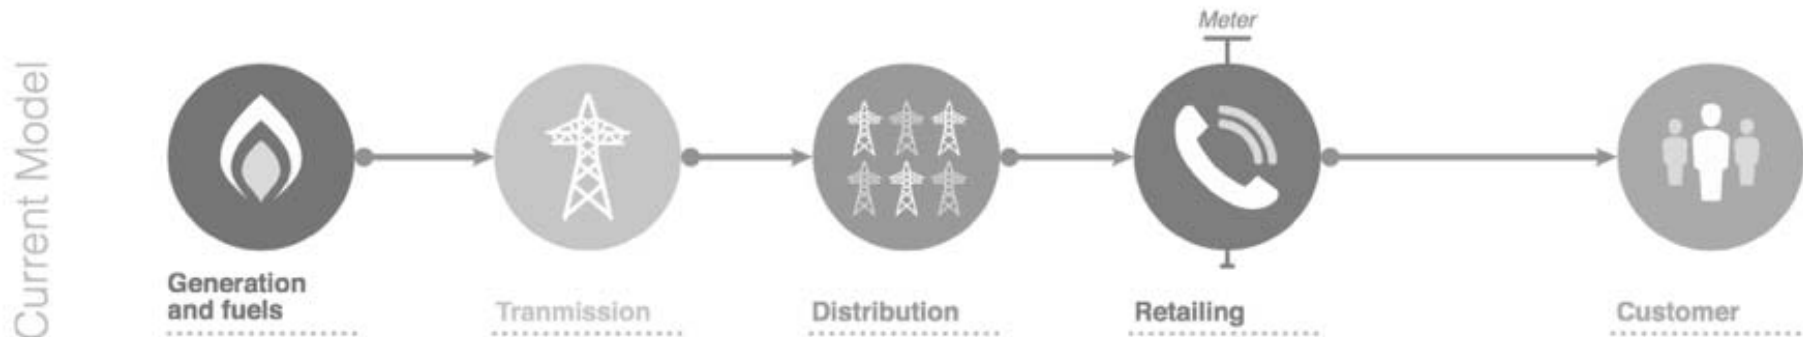 Current Model
Meter
Generation
and fuels
Tranmission
Distribution
Retailing
Customer